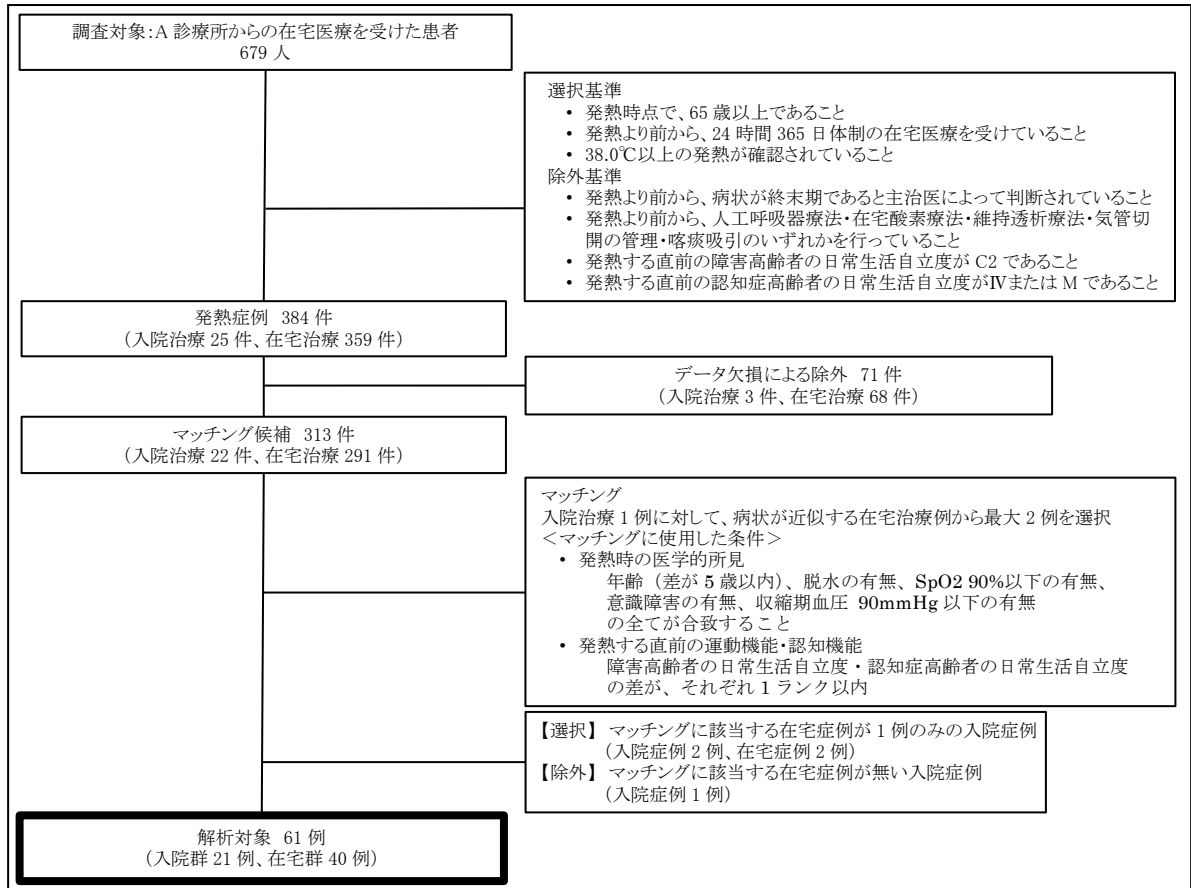 調査対象:A 診療所からの在宅医療を受けた患者
679 人
選択基準
• 発熱時点で、65 歳以上であること
• 発熱より前から、24 時間 365 日体制の在宅医療を受けていること
• 38.0℃以上の発熱が確認されていること
除外基準
• 発熱より前から、病状が終末期であると主治医によって判断されていること
• 発熱より前から、人工呼吸器療法・在宅酸素療法・維持透析療法・気管切
開の管理・喀痰吸引のいずれかを行っていること
• 発熱する直前の障害高齢者の日常生活自立度が C2 であること
• 発熱する直前の認知症高齢者の日常生活自立度がⅣまたは M であること
発熱症例 384 件
（入院治療 25 件、在宅治療 359 件）
データ欠損による除外 71 件
（入院治療 3 件、在宅治療 68 件）
マッチング候補 313 件
（入院治療 22 件、在宅治療 291 件）
マッチング
入院治療 1 例に対して、病状が近似する在宅治療例から最大 2 例を選択
＜マッチングに使用した条件＞
• 発熱時の医学的所見
年齢（差が 5 歳以内）、脱水の有無、SpO2 90%以下の有無、
意識障害の有無、収縮期血圧 90mmHg 以下の有無
の全てが合致すること
• 発熱する直前の運動機能・認知機能
障害高齢者の日常生活自立度・認知症高齢者の日常生活自立度
の差が、それぞれ 1 ランク以内
【選択】 マッチングに該当する在宅症例が 1 例のみの入院症例
（入院症例 2 例、在宅症例 2 例）
【除外】 マッチングに該当する在宅症例が無い入院症例
（入院症例 1 例）
解析対象 61 例
（入院群 21 例、在宅群 40 例）